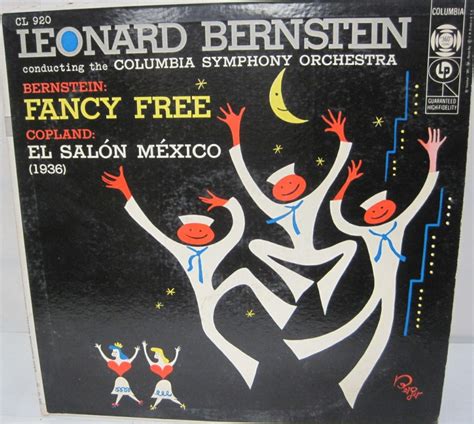 CL 920
LEONARD BERNSTEIN
conducting the COLUMBIA SYMPHONY ORCHESTRA
BERNSTEIN:
FANCY FREE
COPLAND:
EL SALÓN MÉXICO
(1936)
COLUMBIA
LP
GUARANTEED
HIGH-FIDELITY